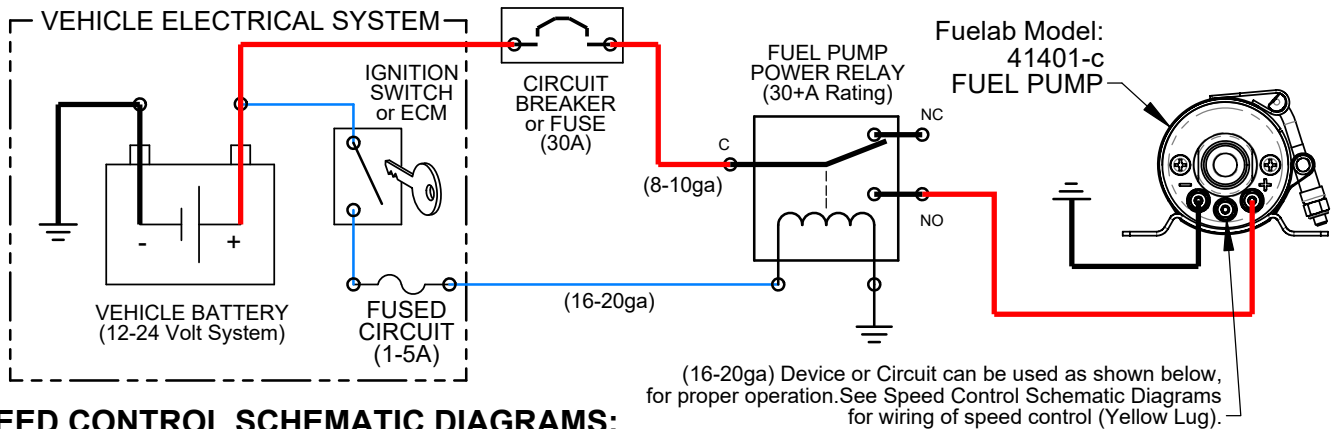 VEHICLE ELECTRICAL SYSTEM
IGNITION
SWITCH
or ECM
CIRCUIT
BREAKER
or FUSE
(30A)
FUEL PUMP
POWER RELAY
(30+A Rating)
Fuelab Model:
41401-c
FUEL PUMP
NC
C
(8-10ga)
NO
- +
- +
VEHICLE BATTERY
(12-24 Volt System)
FUSED
CIRCUIT
(1-5A)
(16-20ga)
(16-20ga) Device or Circuit can be used as shown below,
for proper operation.See Speed Control Schematic Diagrams
for wiring of speed control (Yellow Lug).
EED CONTROL SCHEMATIC DIAGRAMS: